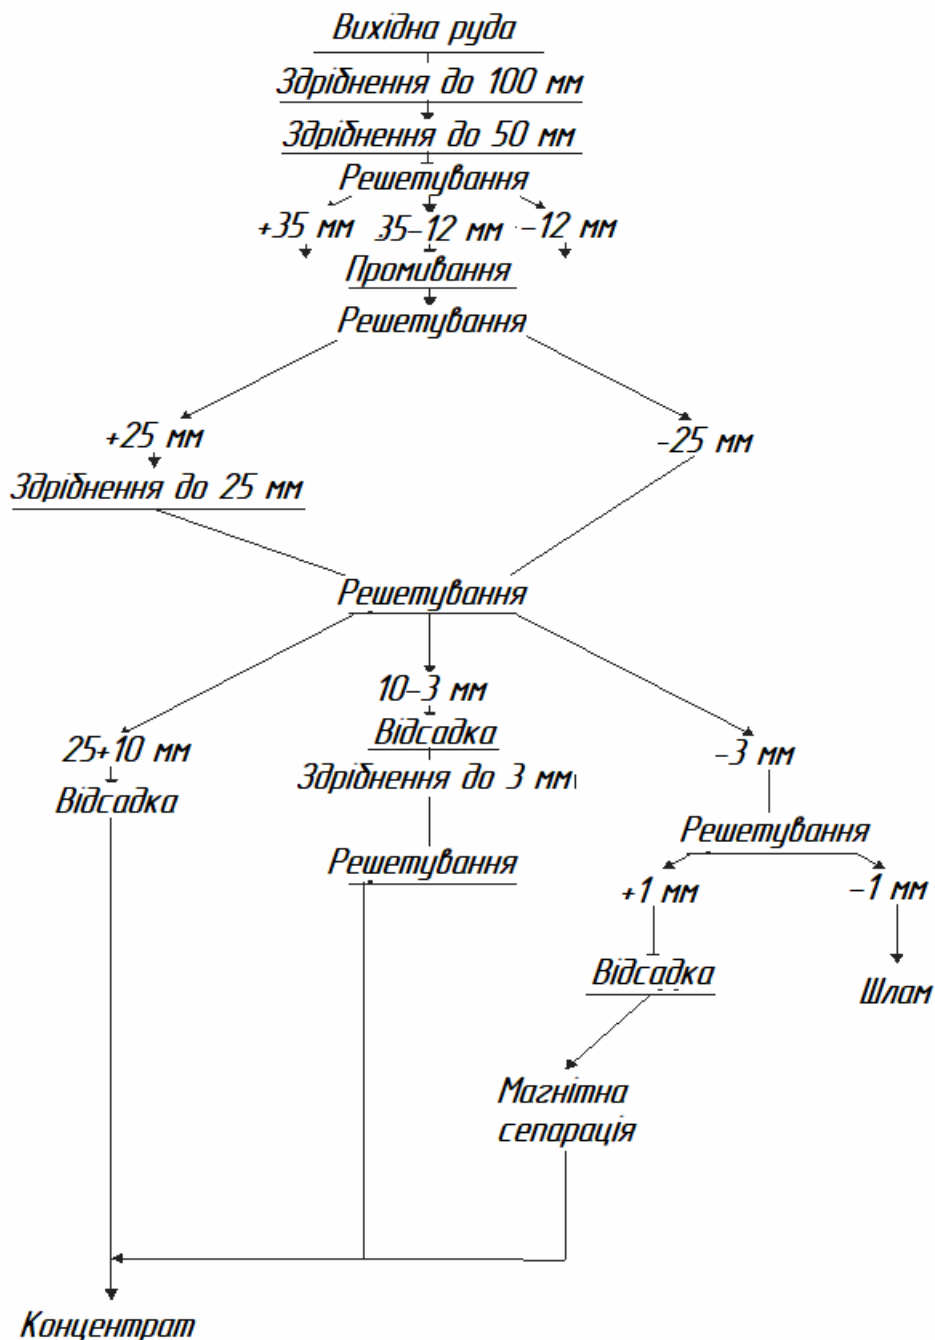 Вихідна руда
Здрібнення до 100 мм
Здрібнення до 50 мм
Решетування
+35 мм 35-12 мм -12 мм
Промивання
Решетування
+25 мм
-25 мм
Здрібнення до 25 мм
Решетування
10-3 мм
25+10 мм
Відсадка
-3 мм
Здрібнення до 3 мм
Відсадка
Решетування
Решетування
+1 мм
-1 мм
Відсадка
Шлам
Магнітна
сепарація
Концентрат